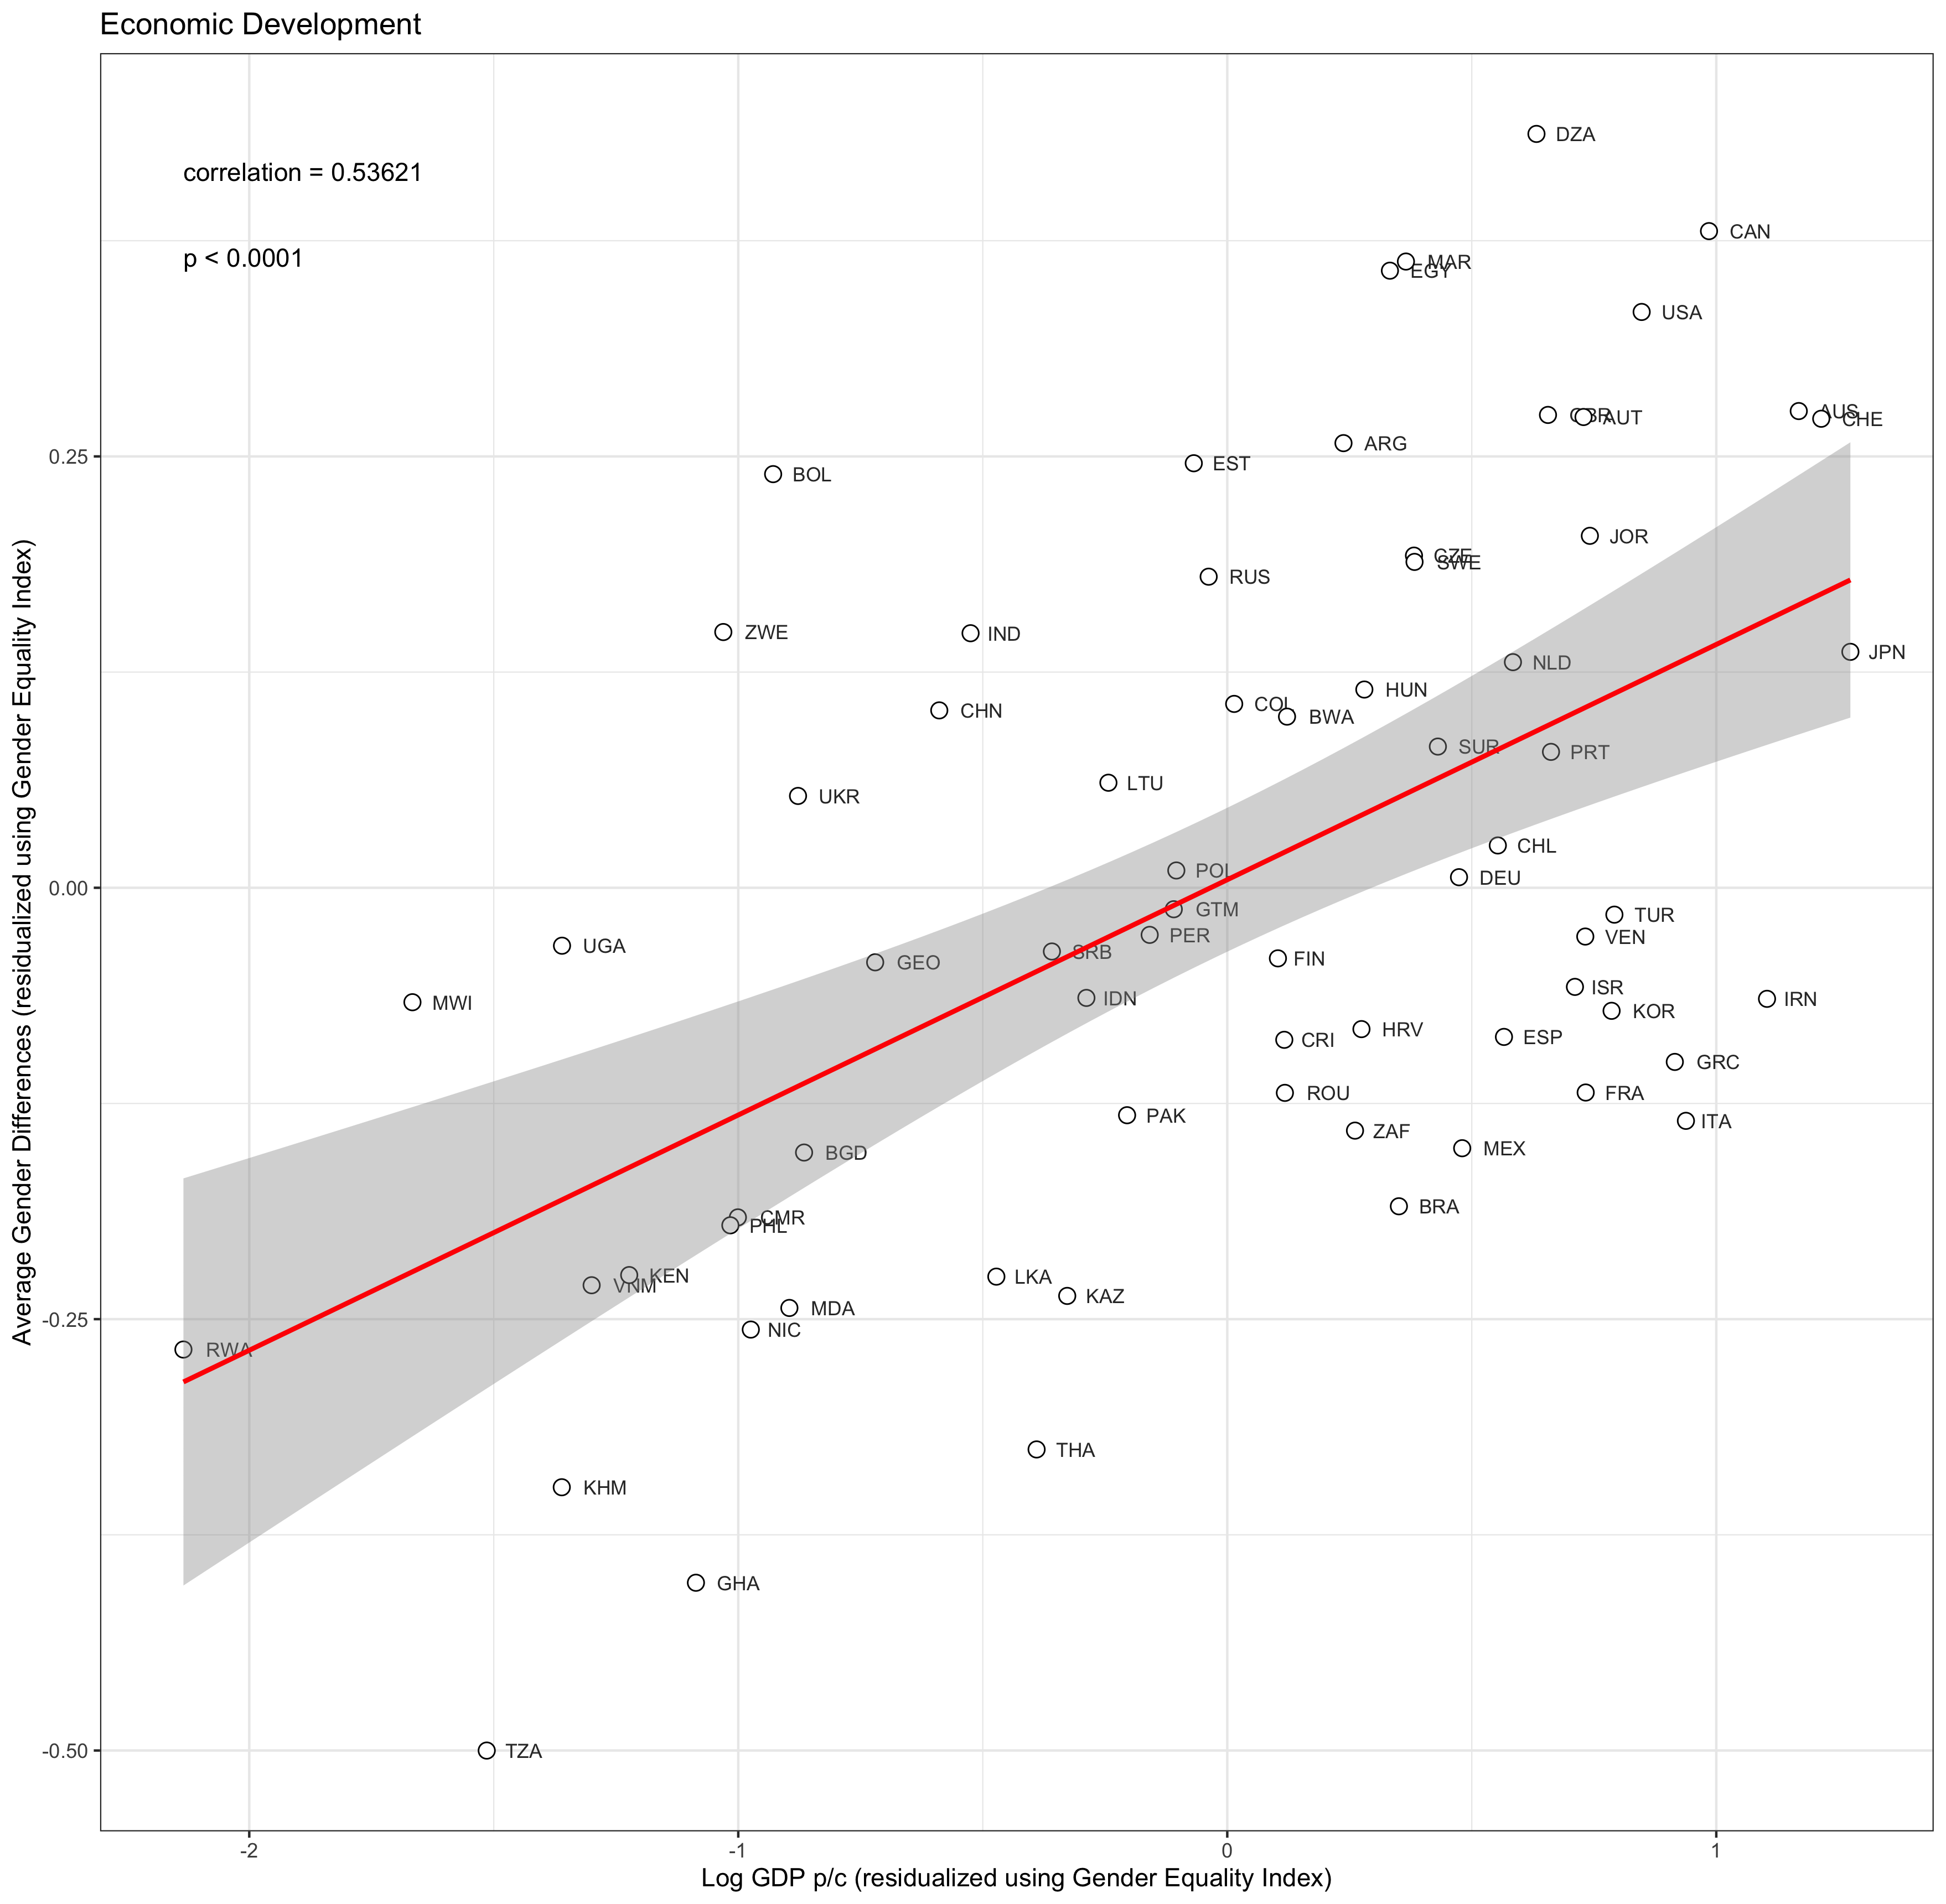 Economic Development
correlation = 0.53621
p < 0.0001
DZA
CAN
MAR
EGY
USA
GBR
AUT
AUS
CHE
ARG
EST
BOL
JOR
CZE
SWE
RUS
ZWE
IND
JPN
NLD
HUN
COL
BWA
CHN
SUR
PRT
LTU
UKR
CHL
POL
DEU
GTM
TUR
PER
VEN
UGA
SRB
FIN
GEO
ISR
IDN
IRN
MWI
KOR
HRV
ESP
CRI
GRC
ROU
FRA
PAK
ITA
ZAF
MEX
BGD
BRA
CMR
PHL
KEN
LKA
VNM
KAZ
MDA
NIC
RWA
THA
KHM
GHA
TZA
0.25
0.00
-0.25
-0.50
-2
-1
0
1
Log GDP p/c (residualized using Gender Equality Index)
Average Gender Differences (residualized using Gender Equality Index)